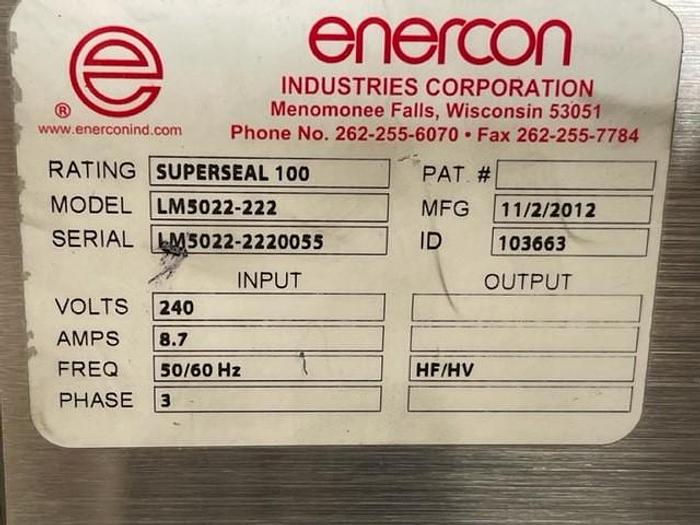 enercon
INDUSTRIES CORPORATION
Menomonee Falls, Wisconsin 53051
Phone No. 262-255-6070 • Fax 262-255-7784
e
®
www.enerconind.com
RATING SUPERSEAL 100 PAT. #
MODEL LM5022-222 MFG 11/2/2012
SERIAL LM5022-2220055 ID 103663
INPUT OUTPUT
VOLTS 240
AMPS 8.7
FREQ 50/60 Hz HF/HV
PHASE 3